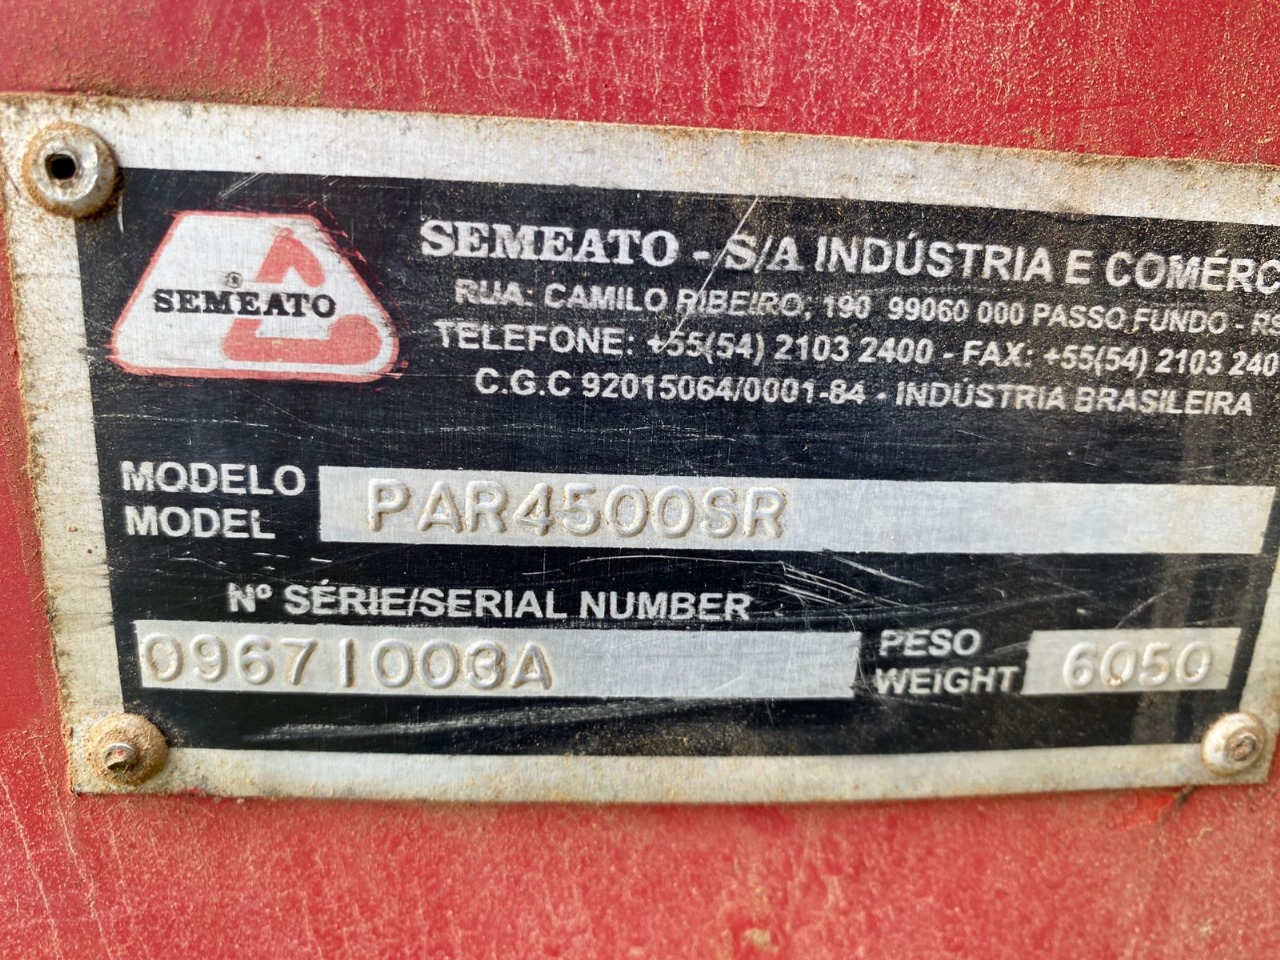 SEMEATO
SEMEATO - S/A INDÚSTRIA E COMÉRC
RUA: CAMILO RIBEIRO, 190 99060 000 PASSO FUNDO - RS
TELEFONE: +55(54) 2103 2400 - FAX: +55(54) 2103 240
C.G.C 92015064/0001-84 - INDÚSTRIA BRASILEIRA
MODELO
MODEL
PAR4500SR
Nº SÉRIE/SERIAL NUMBER
PESO
WEIGHT
6050